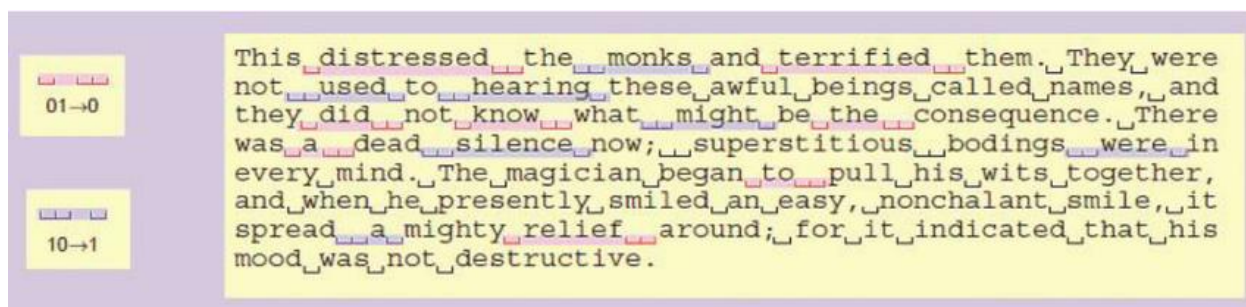 This distressed  the  monks and terrified  them. They were
not  used to  hearing these awful beings called names, and
they did  not know  what  might be the  consequence. There
was a  dead  silence now;  superstitious  bodings  were in
every mind. The magician began to  pull his wits together,
and when he presently smiled an easy, nonchalant smile, it
spread  a mighty relief  around; for it indicated that his
mood was not destructive.
01→0
10→1